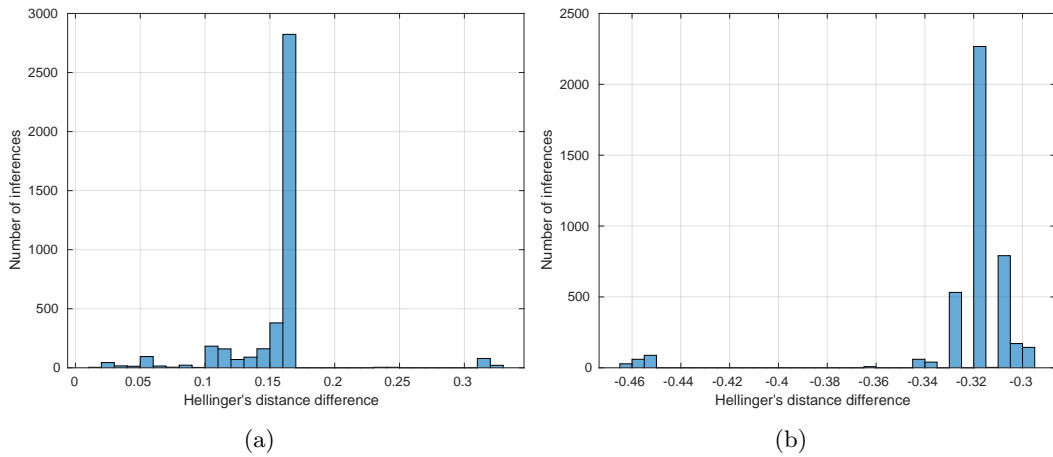 3000
2500
2000
1500
1000
500
0
Number of inferences
0 0.05 0.1 0.15 0.2 0.25 0.3
Hellinger's distance difference
(a)
2500
2000
1500
1000
500
0
Number of inferences
-0.46 -0.44 -0.42 -0.4 -0.38 -0.36 -0.34 -0.32 -0.3
Hellinger's distance difference
(b)